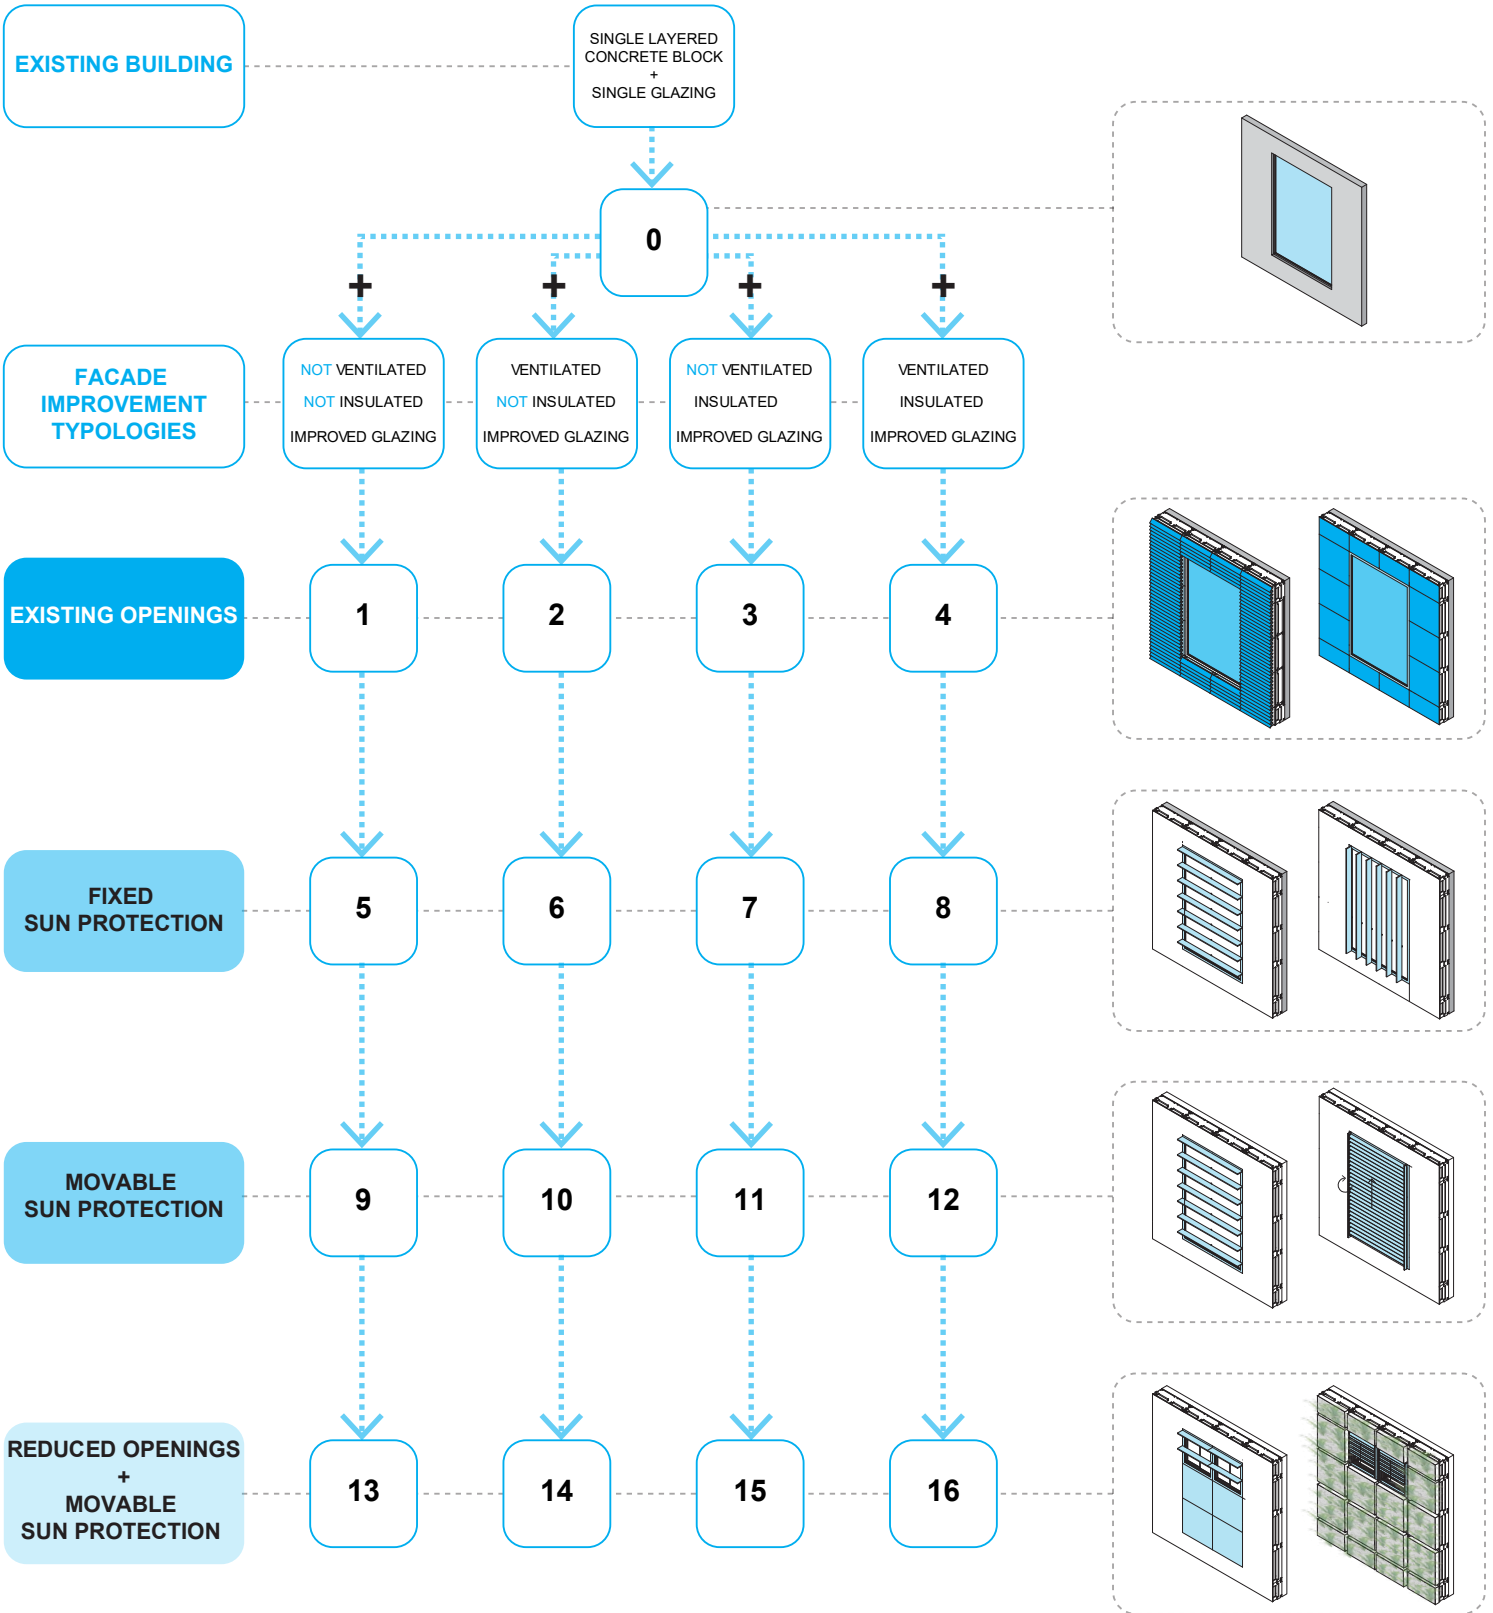 EXISTING BUILDING
SINGLE LAYERED
CONCRETE BLOCK
+
SINGLE GLAZING
0
+ + + +
FACADE
IMPROVEMENT
TYPOLOGIES
NOT VENTILATED
NOT INSULATED
IMPROVED GLAZING
VENTILATED
NOT INSULATED
IMPROVED GLAZING
NOT VENTILATED
INSULATED
IMPROVED GLAZING
VENTILATED
INSULATED
IMPROVED GLAZING
EXISTING OPENINGS
1
2
3
4
FIXED
SUN PROTECTION
5
6
7
8
MOVABLE
SUN PROTECTION
9
10
11
12
REDUCED OPENINGS
+
MOVABLE
SUN PROTECTION
13
14
15
16